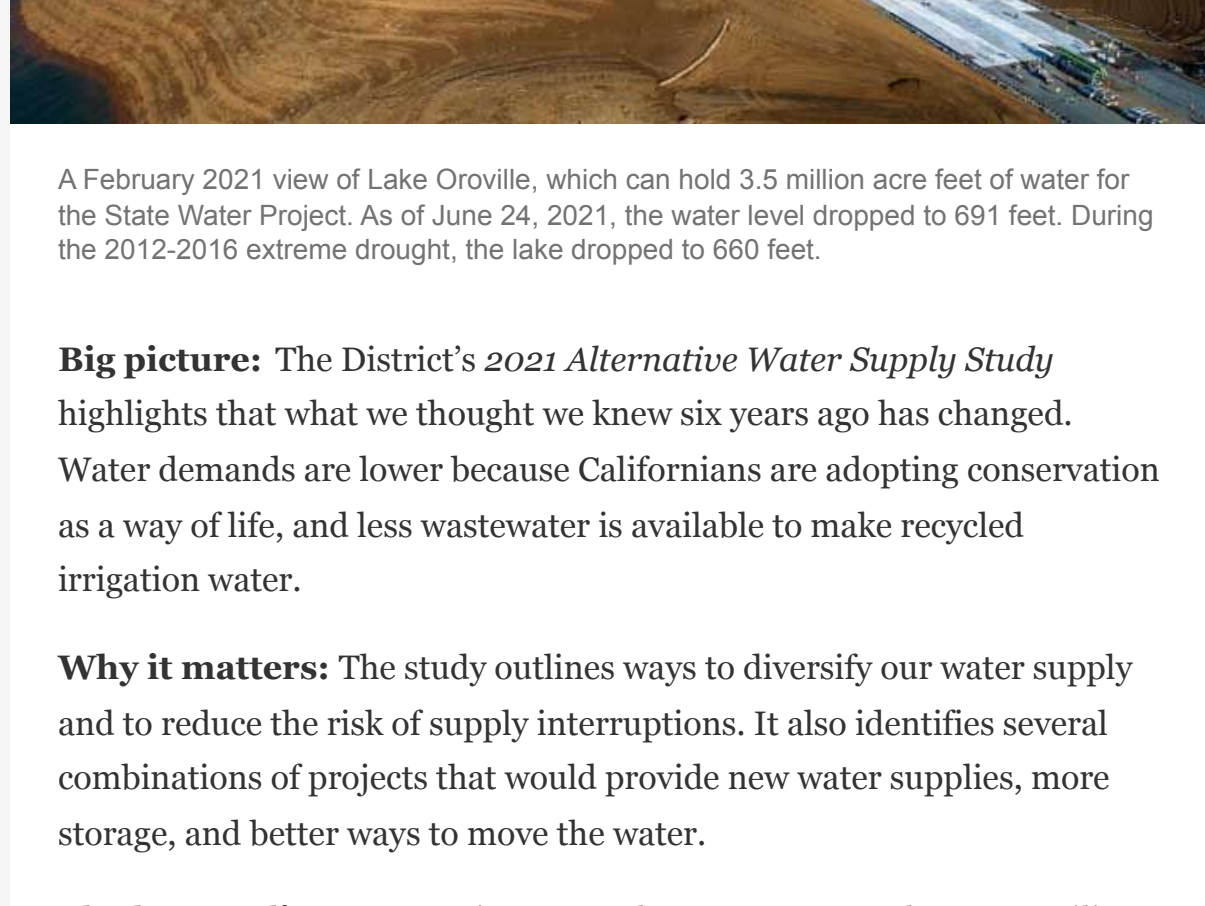 A February 2021 view of Lake Oroville, which can hold 3.5 million acre feet of water for
the State Water Project. As of June 24, 2021, the water level dropped to 691 feet. During
the 2012-2016 extreme drought, the lake dropped to 660 feet.
Big picture: The District’s 2021 Alternative Water Supply Study
highlights that what we thought we knew six years ago has changed.
Water demands are lower because Californians are adopting conservation
as a way of life, and less wastewater is available to make recycled
irrigation water.
Why it matters: The study outlines ways to diversify our water supply
and to reduce the risk of supply interruptions. It also identifies several
combinations of projects that would provide new water supplies, more
storage, and better ways to move the water.